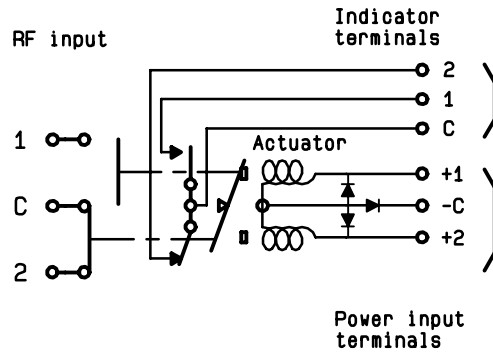 Indicator
terminals
RF input
2
1
C
1
Actuator
+1
C
-C
+2
2
Power input
terminals